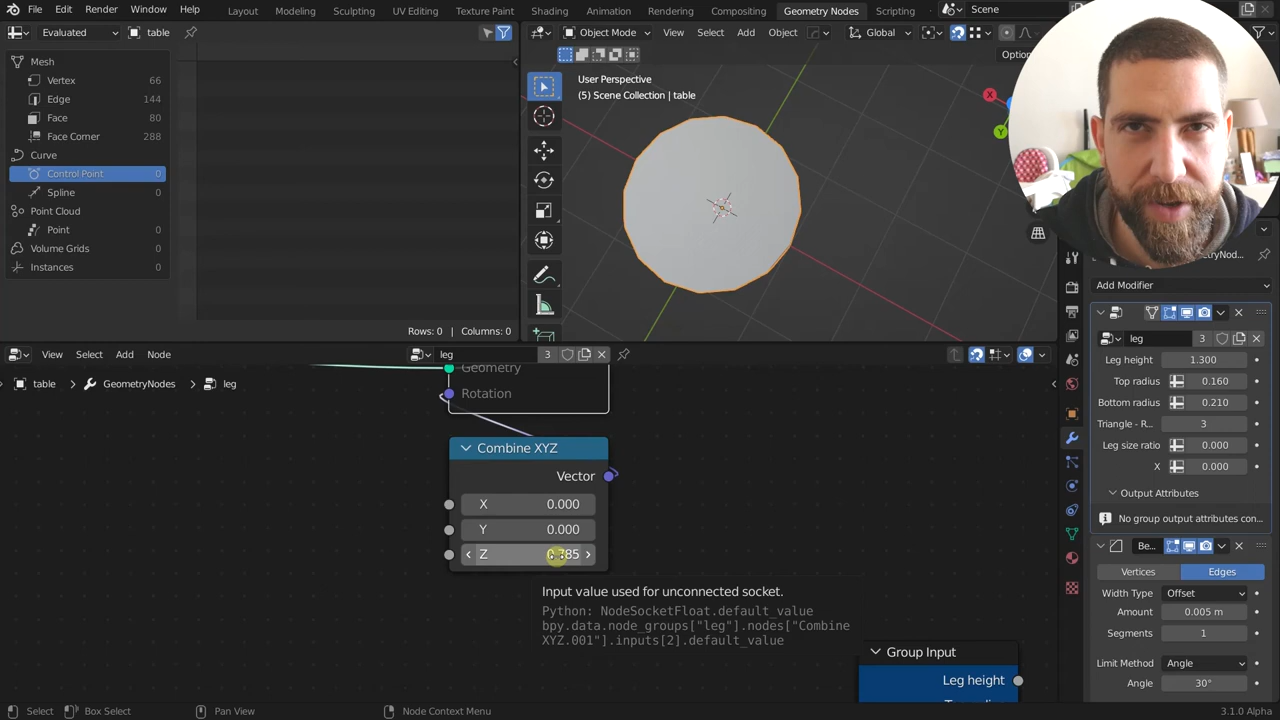 File Edit Render Window Help Layout Modeling Sculpting UV Editing Texture Paint Shading Animation Rendering Compositing Geometry Nodes Scripting Scene
Evaluated table
Object Mode View Select Add Object Global
Mesh
Vertex 66
Edge 144
Face 80
Face Corner 288
Curve
Control Point 0
Spline 0
Point Cloud
Point 0
Volume Grids 0
Instances 0
Rows: 0 | Columns: 0
User Perspective
(5) Scene Collection | table
X
Y
Add Modifier
leg 3
Leg height 1.300
Top radius 0.160
Bottom radius 0.210
Triangle - R... 3
Leg size ratio 0.000
X 0.000
Output Attributes
No group output attributes con...
Be...
Vertices Edges
Width Type Offset
Amount 0.005 m
Segments 1
Limit Method Angle
Angle 30°
View Select Add Node leg 3
table > GeometryNodes > leg
Geometry
Rotation
Combine XYZ
Vector
X 0.000
Y 0.000
Z 0.785
Input value used for unconnected socket.
Python: NodeSocketFloat.default_value
bpy.data.node_groups["leg"].nodes["Combine
XYZ.001"].inputs[2].default_value
Group Input
Leg height
Select Box Select Pan View Node Context Menu 3.1.0 Alpha